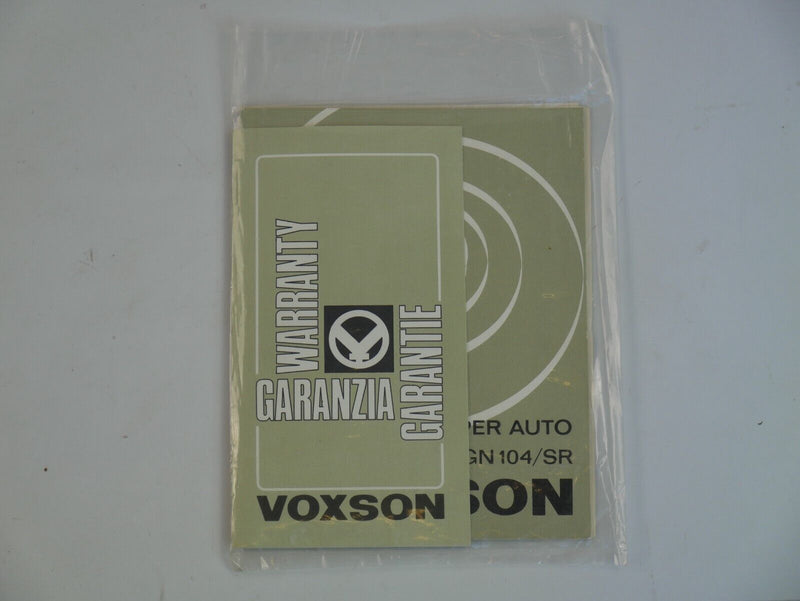 WARRANTY
GARANZIA
GARANTIE
VOXSON
PER AUTO
GN 104/SR
SON